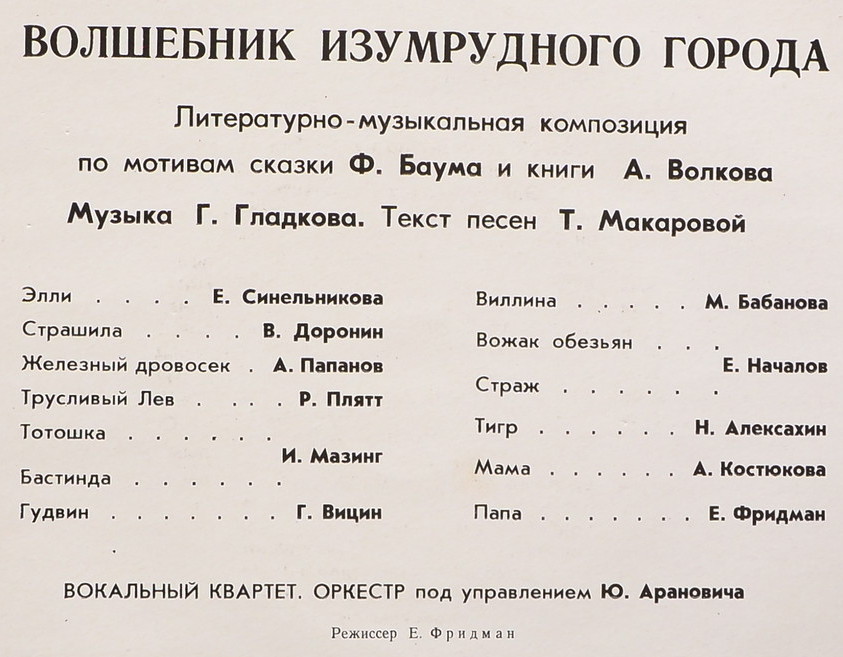 ВОЛШЕБНИК ИЗУМРУДНОГО ГОРОДА
Литературно-музыкальная композиция
по мотивам сказки Ф. Баума и книги А. Волкова
Музыка Г. Гладкова. Текст песен Т. Макаровой
Элли . . . . Е. Синельникова
Страшила . . . . В. Доронин
Железный дровосек . А. Папанов
Трусливый Лев . . . . Р. Плятт
Тотошка . . . . . .
И. Мазинг
Бастинда . . . . . .
Гудвин . . . . . . . Г. Вицин
Виллина . . . . . М. Бабанова
Вожак обезьян . . .
Е. Началов
Страж . . . . . .
Тигр . . . . . . Н. Алексахин
Мама . . . . . А. Костюкова
Папа . . . . . . . Е. Фридман
ВОКАЛЬНЫЙ КВАРТЕТ. ОРКЕСТР под управлением Ю. Арановича
Режиссер Е. Фридман